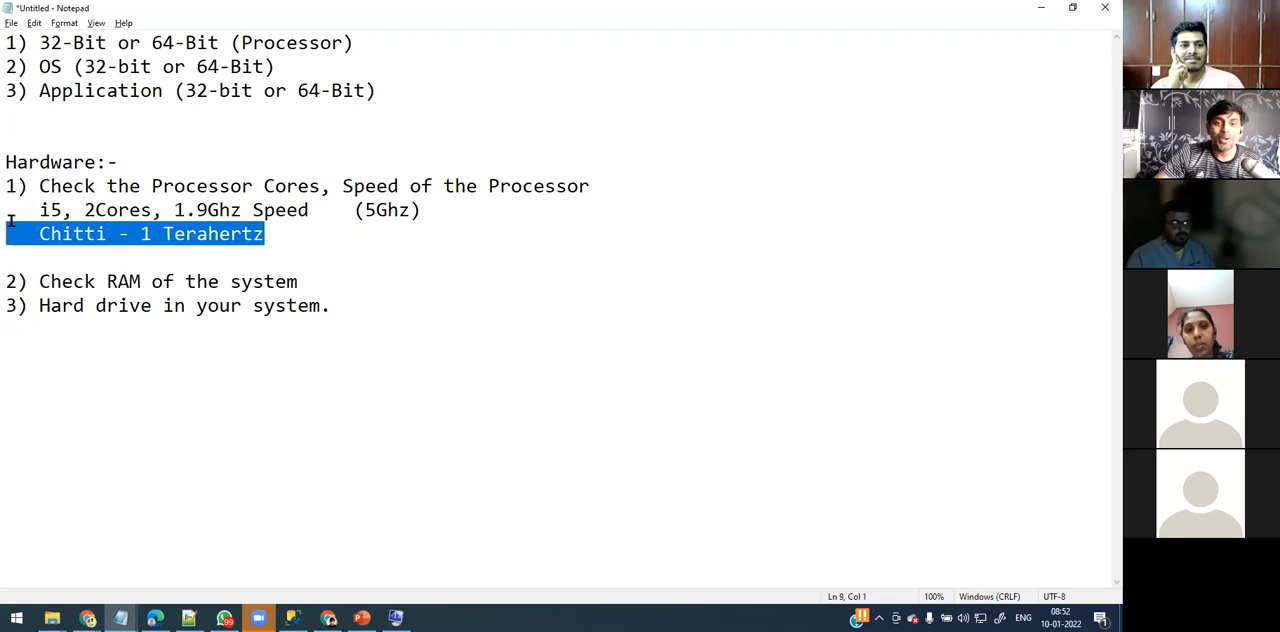 *Untitled - Notepad
File Edit Format View Help
1) 32-Bit or 64-Bit (Processor)
2) OS (32-bit or 64-Bit)
3) Application (32-bit or 64-Bit)
Hardware:-
1) Check the Processor Cores, Speed of the Processor
i5, 2Cores, 1.9Ghz Speed (5Ghz)
Chitti - 1 Terahertz
2) Check RAM of the system
3) Hard drive in your system.
Ln 9, Col 1 100% Windows (CRLF) UTF-8
99
ENG
08:52
10-01-2022
1